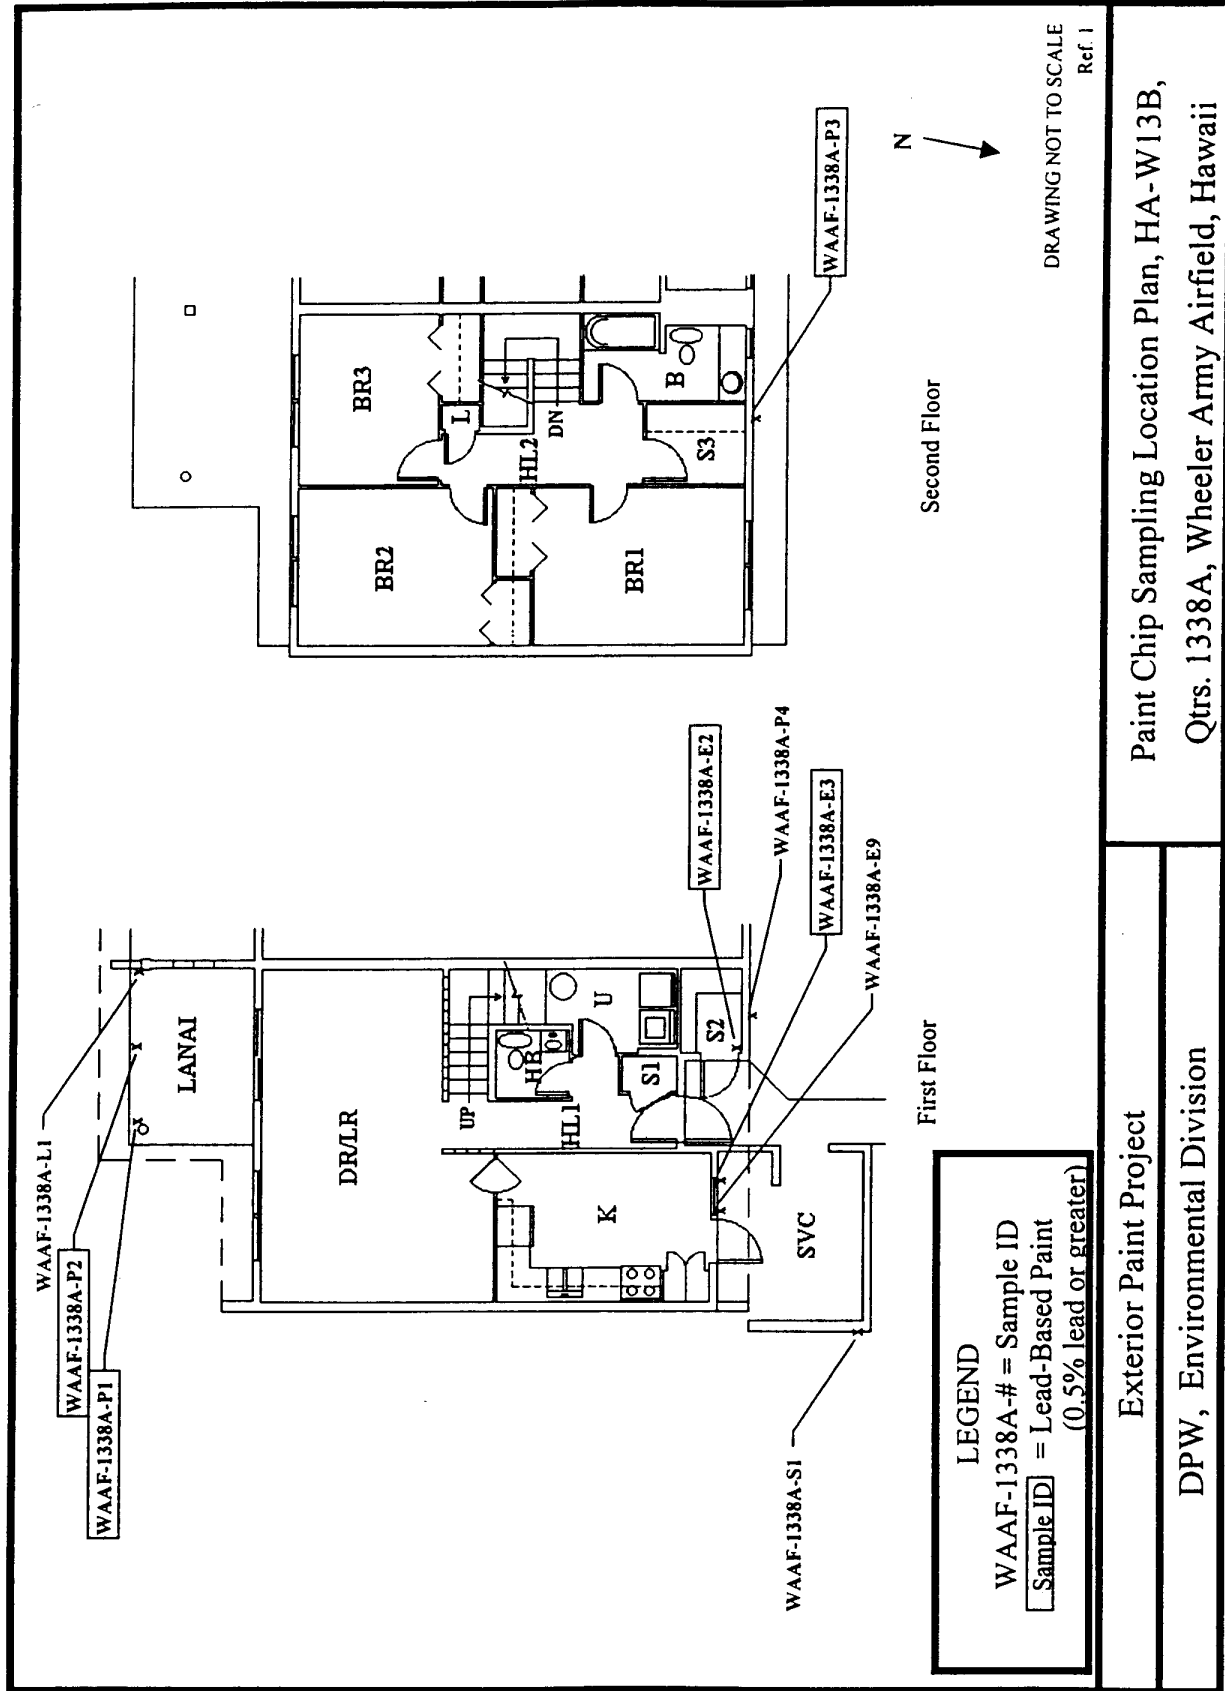 WAAF-1338A-L1
WAAF-1338A-P2
WAAF-1338A-P1
LANAI
DR/LR
UP
HR
U
HL1
S1
S2
K
SVC
WAAF-1338A-E2
WAAF-1338A-P4
WAAF-1338A-E3
WAAF-1338A-E9
WAAF-1338A-S1
First Floor
BR3
BR2
L
HL2
DN
B
S3
BR1
WAAF-1338A-P3
Second Floor
N
DRAWING NOT TO SCALE
Ref. 1
LEGEND
WAAF-1338A-# = Sample ID
Sample ID = Lead-Based Paint
(0.5% lead or greater)
Exterior Paint Project
DPW, Environmental Division
Paint Chip Sampling Location Plan, HA-W13B,
Qtrs. 1338A, Wheeler Army Airfield, Hawaii